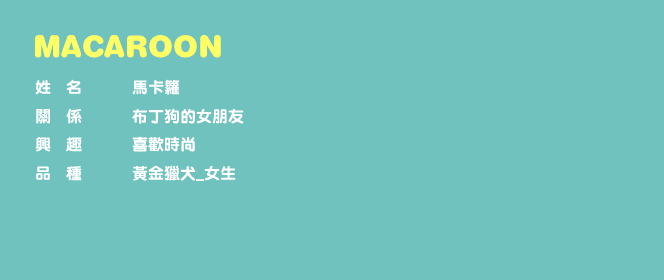 MACAROON
姓 名 馬卡籮
關 係 布丁狗的女朋友
興 趣 喜歡時尚
品 種 黃金獵犬_女生